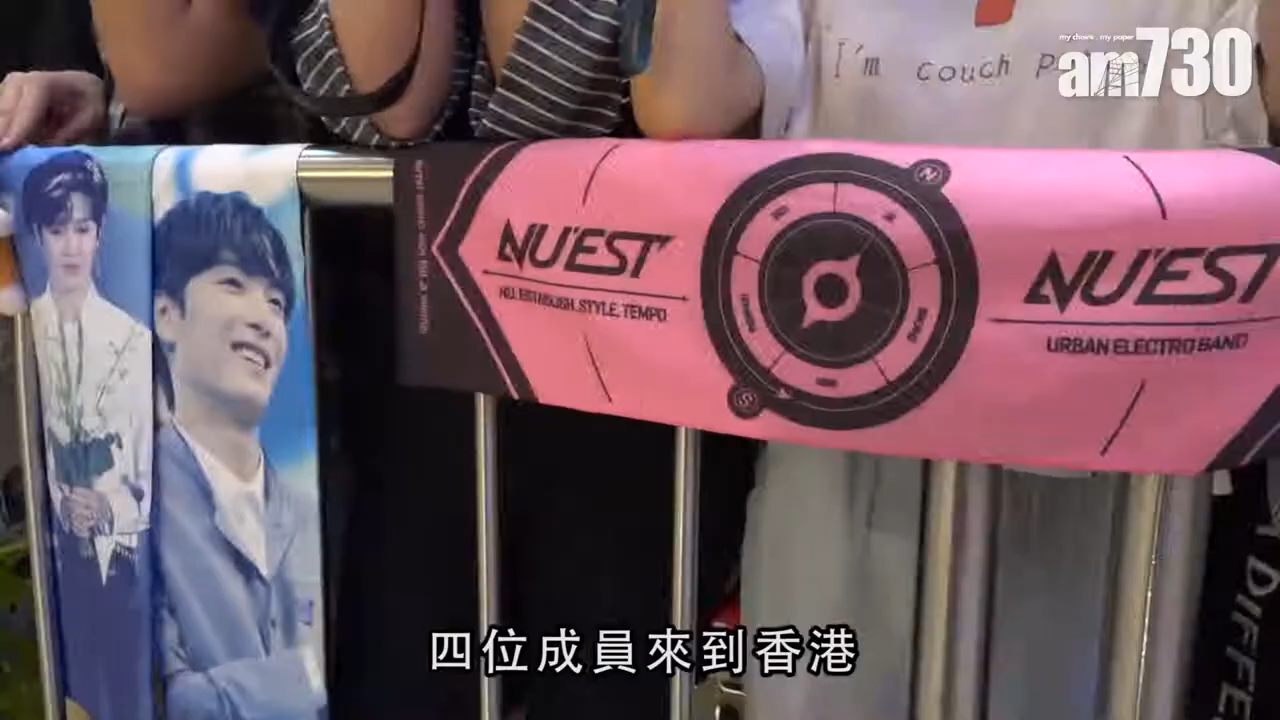 my choice . my paper
am730
I'm couch
NU'EST
NU, ESTABLISH, STYLE, TEMPO
N
S
NU'EST
URBAN ELECTRO BAND
DIFFE
四位成員來到香港